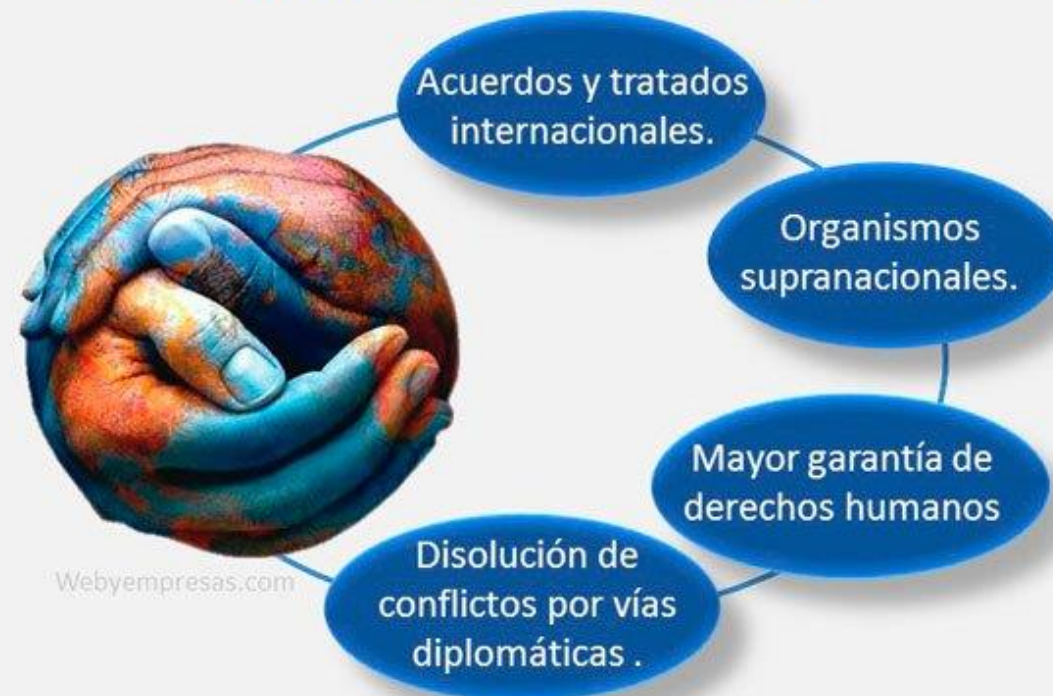 Acuerdos y tratados
internacionales.
Organismos
supranacionales.
Mayor garantía de
derechos humanos
Disolución de
conflictos por vías
diplomáticas .
Webyempresas.com